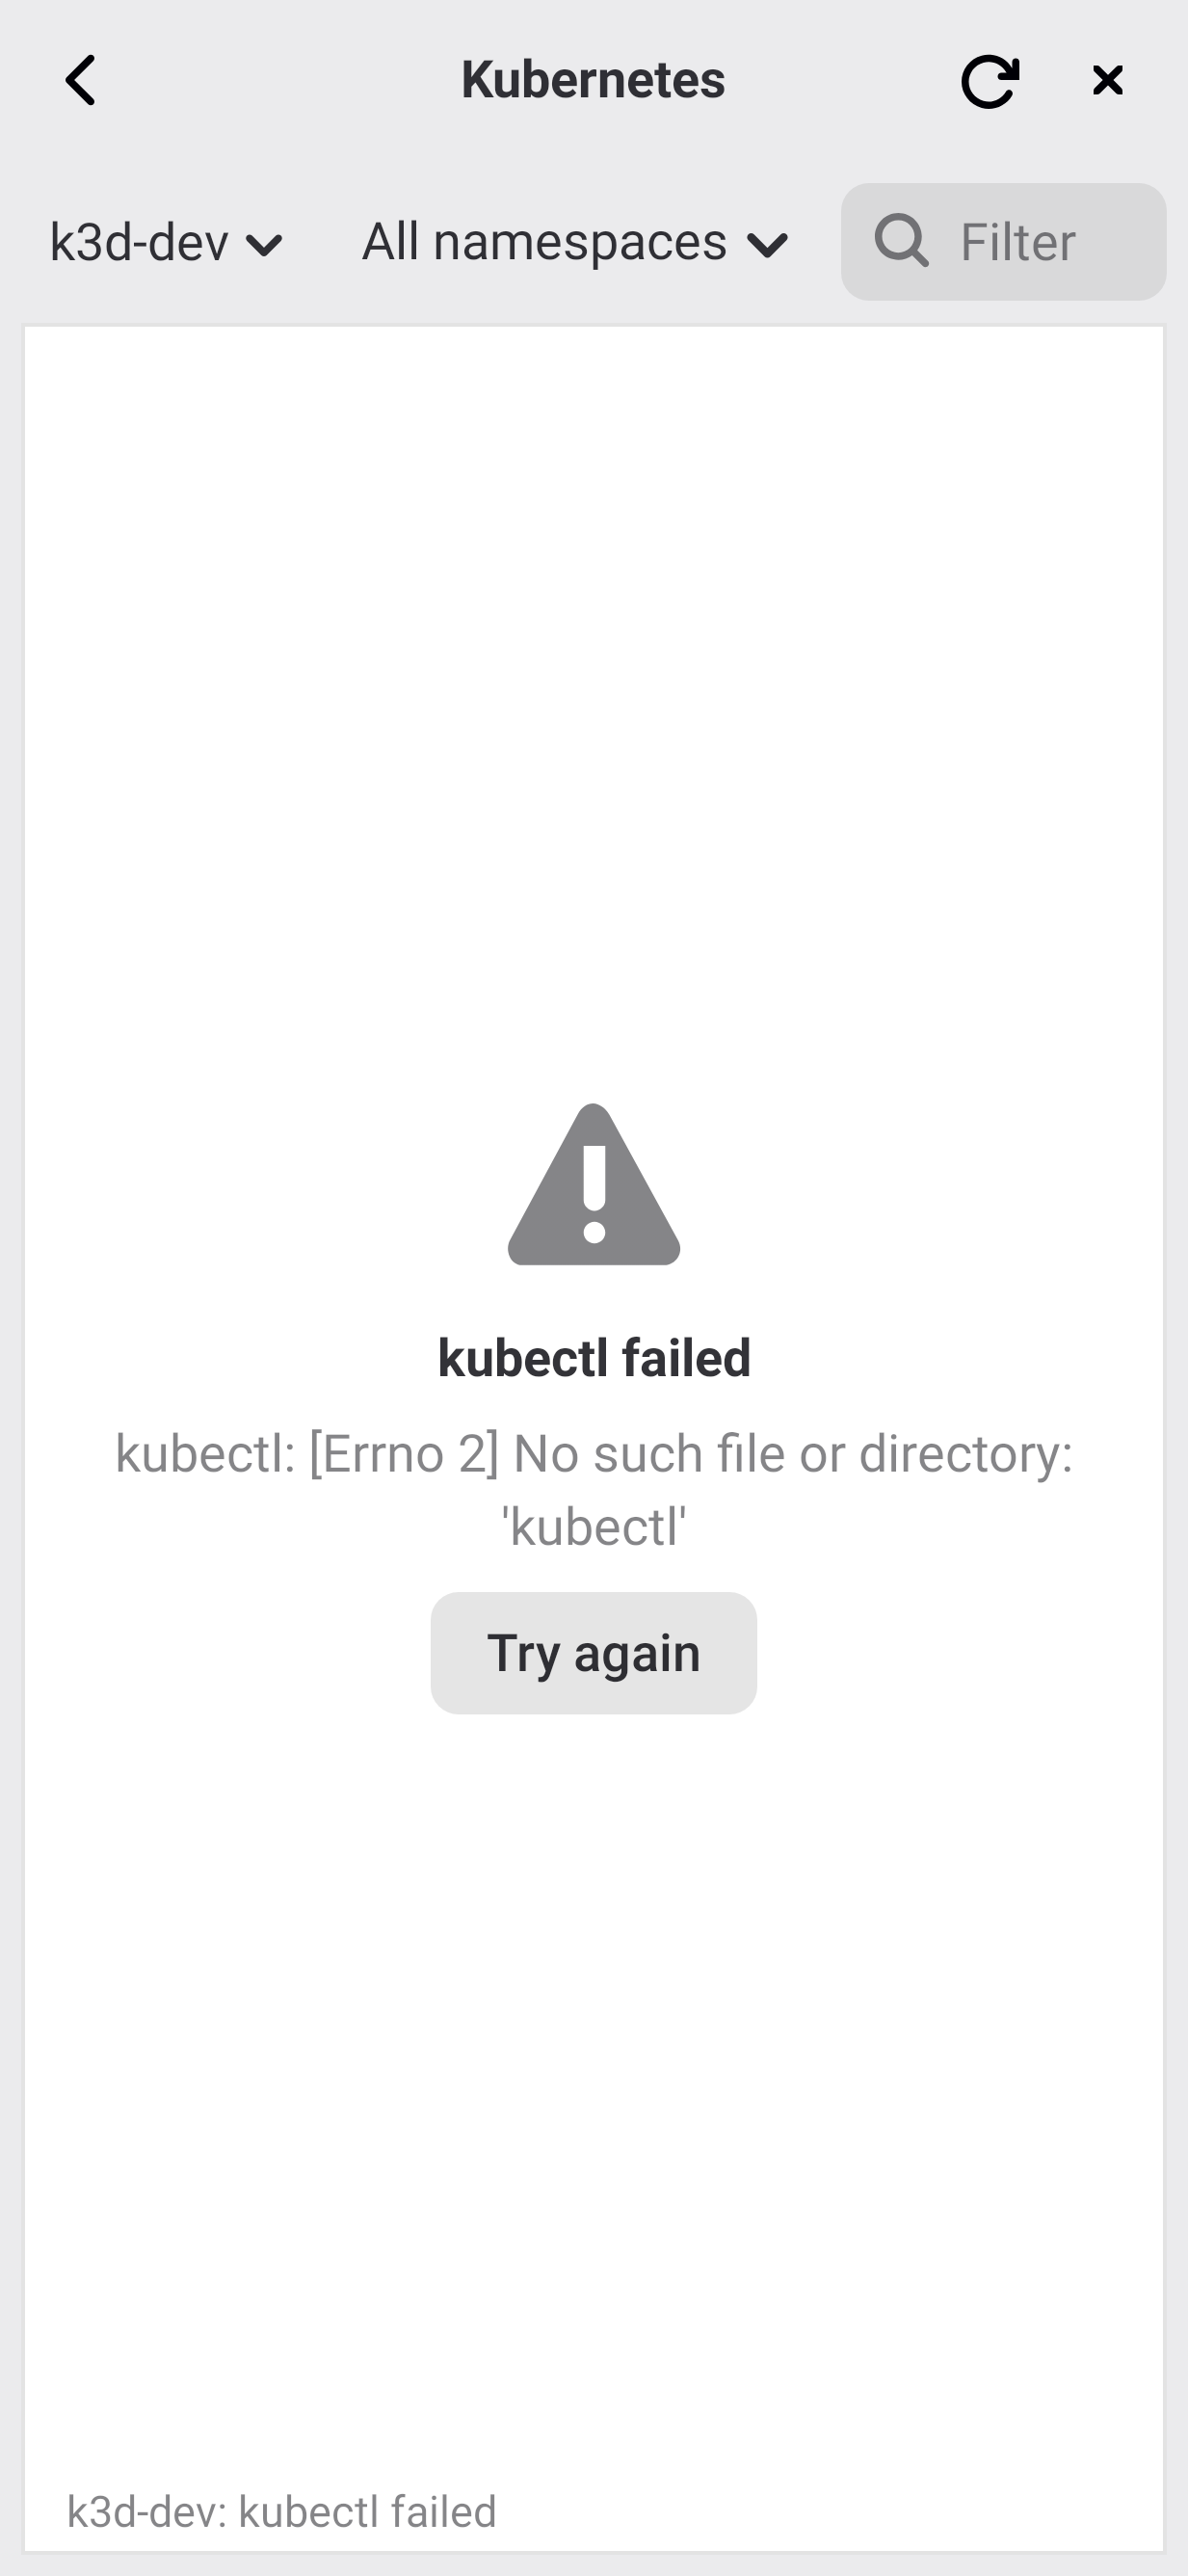 Kubernetes
k3d-dev
All namespaces
Filter
kubectl failed
kubectl: [Errno 2] No such file or directory:
'kubectl'
Try again
k3d-dev: kubectl failed